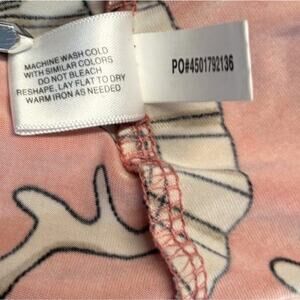 MACHINE WASH COLD
WITH SIMILAR COLORS
DO NOT BLEACH
RESHAPE, LAY FLAT TO DRY
WARM IRON AS NEEDED
PO#4501792136